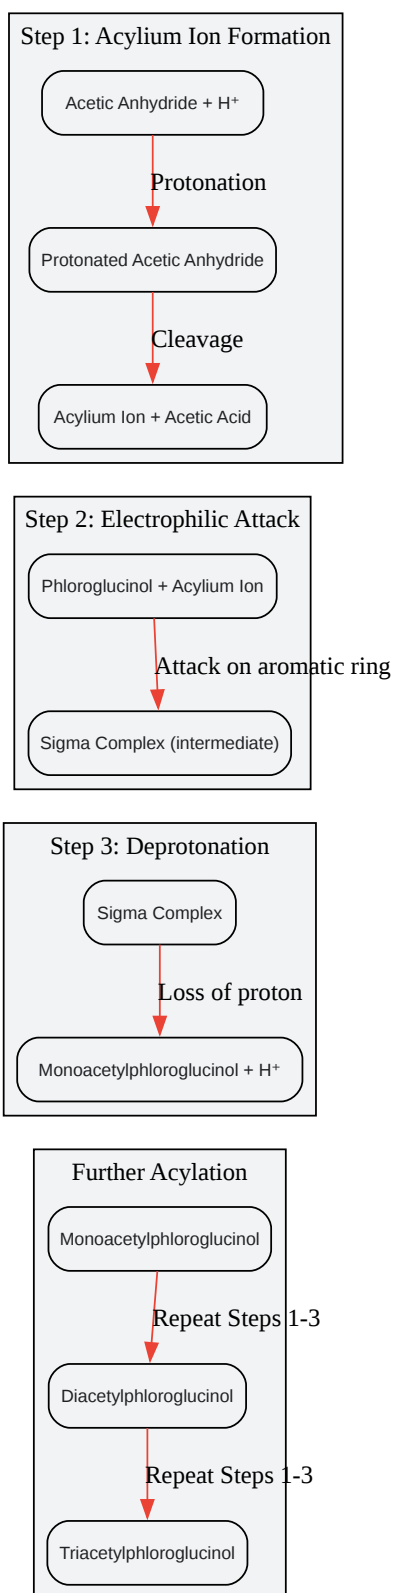 Step 1: Acylium Ion Formation
Acetic Anhydride + H⁺
Protonation
Protonated Acetic Anhydride
Cleavage
Acylium Ion + Acetic Acid
Step 2: Electrophilic Attack
Phloroglucinol + Acylium Ion
Attack on aromatic ring
Sigma Complex (intermediate)
Step 3: Deprotonation
Sigma Complex
Loss of proton
Monoacetylphloroglucinol + H⁺
Further Acylation
Monoacetylphloroglucinol
Repeat Steps 1-3
Diacetylphloroglucinol
Repeat Steps 1-3
Triacetylphloroglucinol